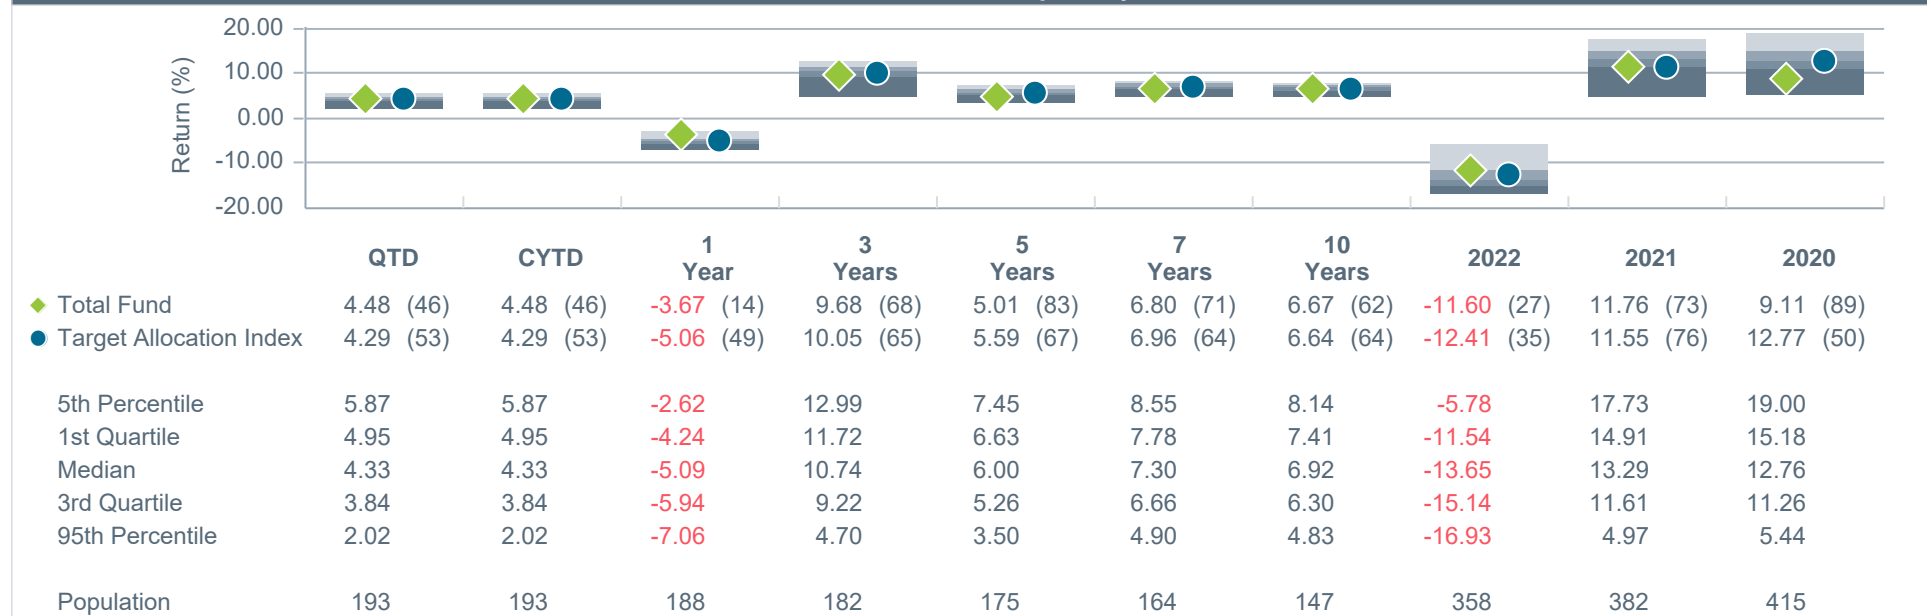 20.00
10.00
0.00
-10.00
-20.00
Return (%)
QTD CYTD 1 Year 3 Years 5 Years 7 Years 10 Years 2022 2021 2020
Total Fund 4.48 (46) 4.48 (46) -3.67 (14) 9.68 (68) 5.01 (83) 6.80 (71) 6.67 (62) -11.60 (27) 11.76 (73) 9.11 (89)
Target Allocation Index 4.29 (53) 4.29 (53) -5.06 (49) 10.05 (65) 5.59 (67) 6.96 (64) 6.64 (64) -12.41 (35) 11.55 (76) 12.77 (50)
5th Percentile 5.87 5.87 -2.62 12.99 7.45 8.55 8.14 -5.78 17.73 19.00
1st Quartile 4.95 4.95 -4.24 11.72 6.63 7.78 7.41 -11.54 14.91 15.18
Median 4.33 4.33 -5.09 10.74 6.00 7.30 6.92 -13.65 13.29 12.76
3rd Quartile 3.84 3.84 -5.94 9.22 5.26 6.66 6.30 -15.14 11.61 11.26
95th Percentile 2.02 2.02 -7.06 4.70 3.50 4.90 4.83 -16.93 4.97 5.44
Population 193 193 188 182 175 164 147 358 382 415